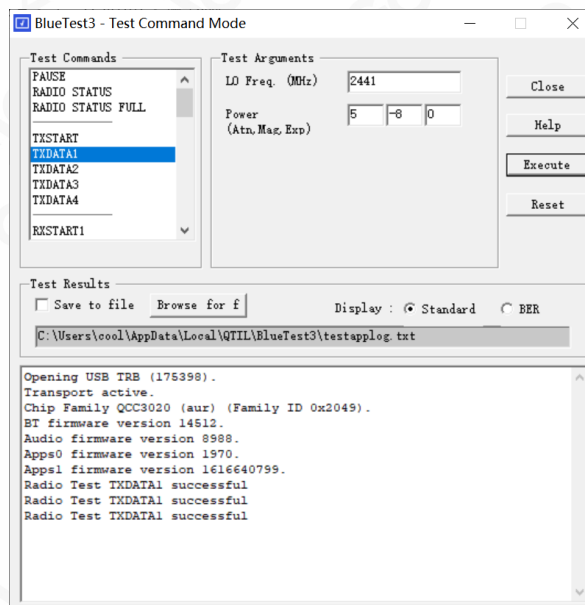 BlueTest3 - Test Command Mode
Test Commands
PAUSE
RADIO STATUS
RADIO STATUS FULL
TXSTART
TXDATA1
TXDATA2
TXDATA3
TXDATA4
RXSTART1
Test Arguments
LO Freq. (MHz) 2441
Power 5 -8 0
(Atn,Mag,Exp)
Close
Help
Execute
Reset
Test Results
Save to file Browse for f Display : Standard BER
C:\Users\cool\AppData\Local\QTIL\BlueTest3\testapplog.txt
Opening USB TRB (175398).
Transport active.
Chip Family QCC3020 (aur) (Family ID 0x2049).
BT firmware version 14512.
Audio firmware version 8988.
Apps0 firmware version 1970.
Apps1 firmware version 1616640799.
Radio Test TXDATA1 successful
Radio Test TXDATA1 successful
Radio Test TXDATA1 successful